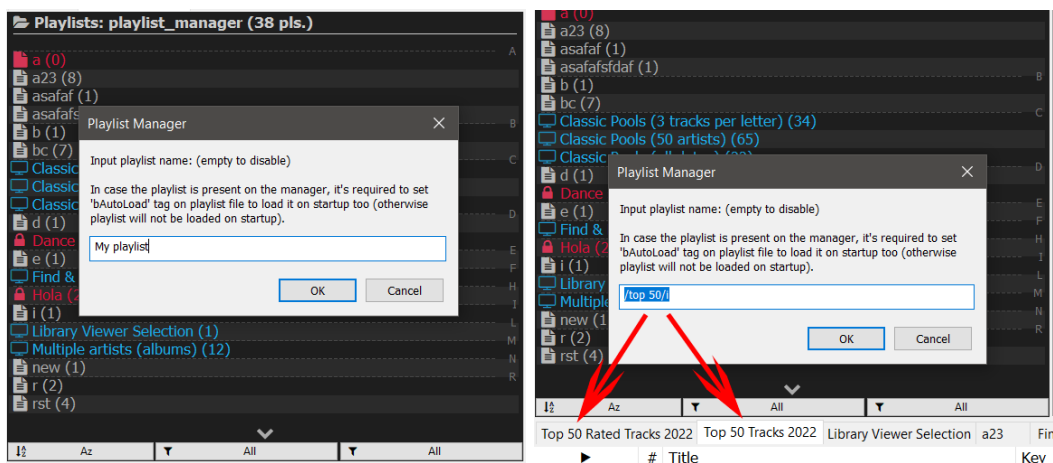 Playlists: playlist_manager (38 pls.)
A
a (0)
a23 (8)
asafaf (1)
asafafs
b (1)
B
bc (7)
Classic
C
Classic
Classic
d (1)
D
Dance
e (1)
E
Find &
F
Hola (2
H
i (1)
I
Library Viewer Selection (1)
L
Multiple artists (albums) (12)
M
new (1)
N
r (2)
R
rst (4)
Az
All
All
Playlist Manager
Input playlist name: (empty to disable)
In case the playlist is present on the manager, it's required to set
'bAutoLoad' tag on playlist file to load it on startup too (otherwise
playlist will not be loaded on startup).
My playlist
OK
Cancel
a (0)
a23 (8)
asafaf (1)
asafafsfdaf (1)
b (1)
B
bc (7)
C
Classic Pools (3 tracks per letter) (34)
Classic Pools (50 artists) (65)
Classic
d (1)
D
Dance
e (1)
E
Find &
F
Hola (2
H
i (1)
I
Library
L
Multiple
M
new (1
N
r (2)
R
rst (4)
Playlist Manager
Input playlist name: (empty to disable)
In case the playlist is present on the manager, it's required to set
'bAutoLoad' tag on playlist file to load it on startup too (otherwise
playlist will not be loaded on startup).
/top 50/i
OK
Cancel
Az
All
All
Top 50 Rated Tracks 2022
Top 50 Tracks 2022
Library Viewer Selection
a23
Fin
# Title
Key